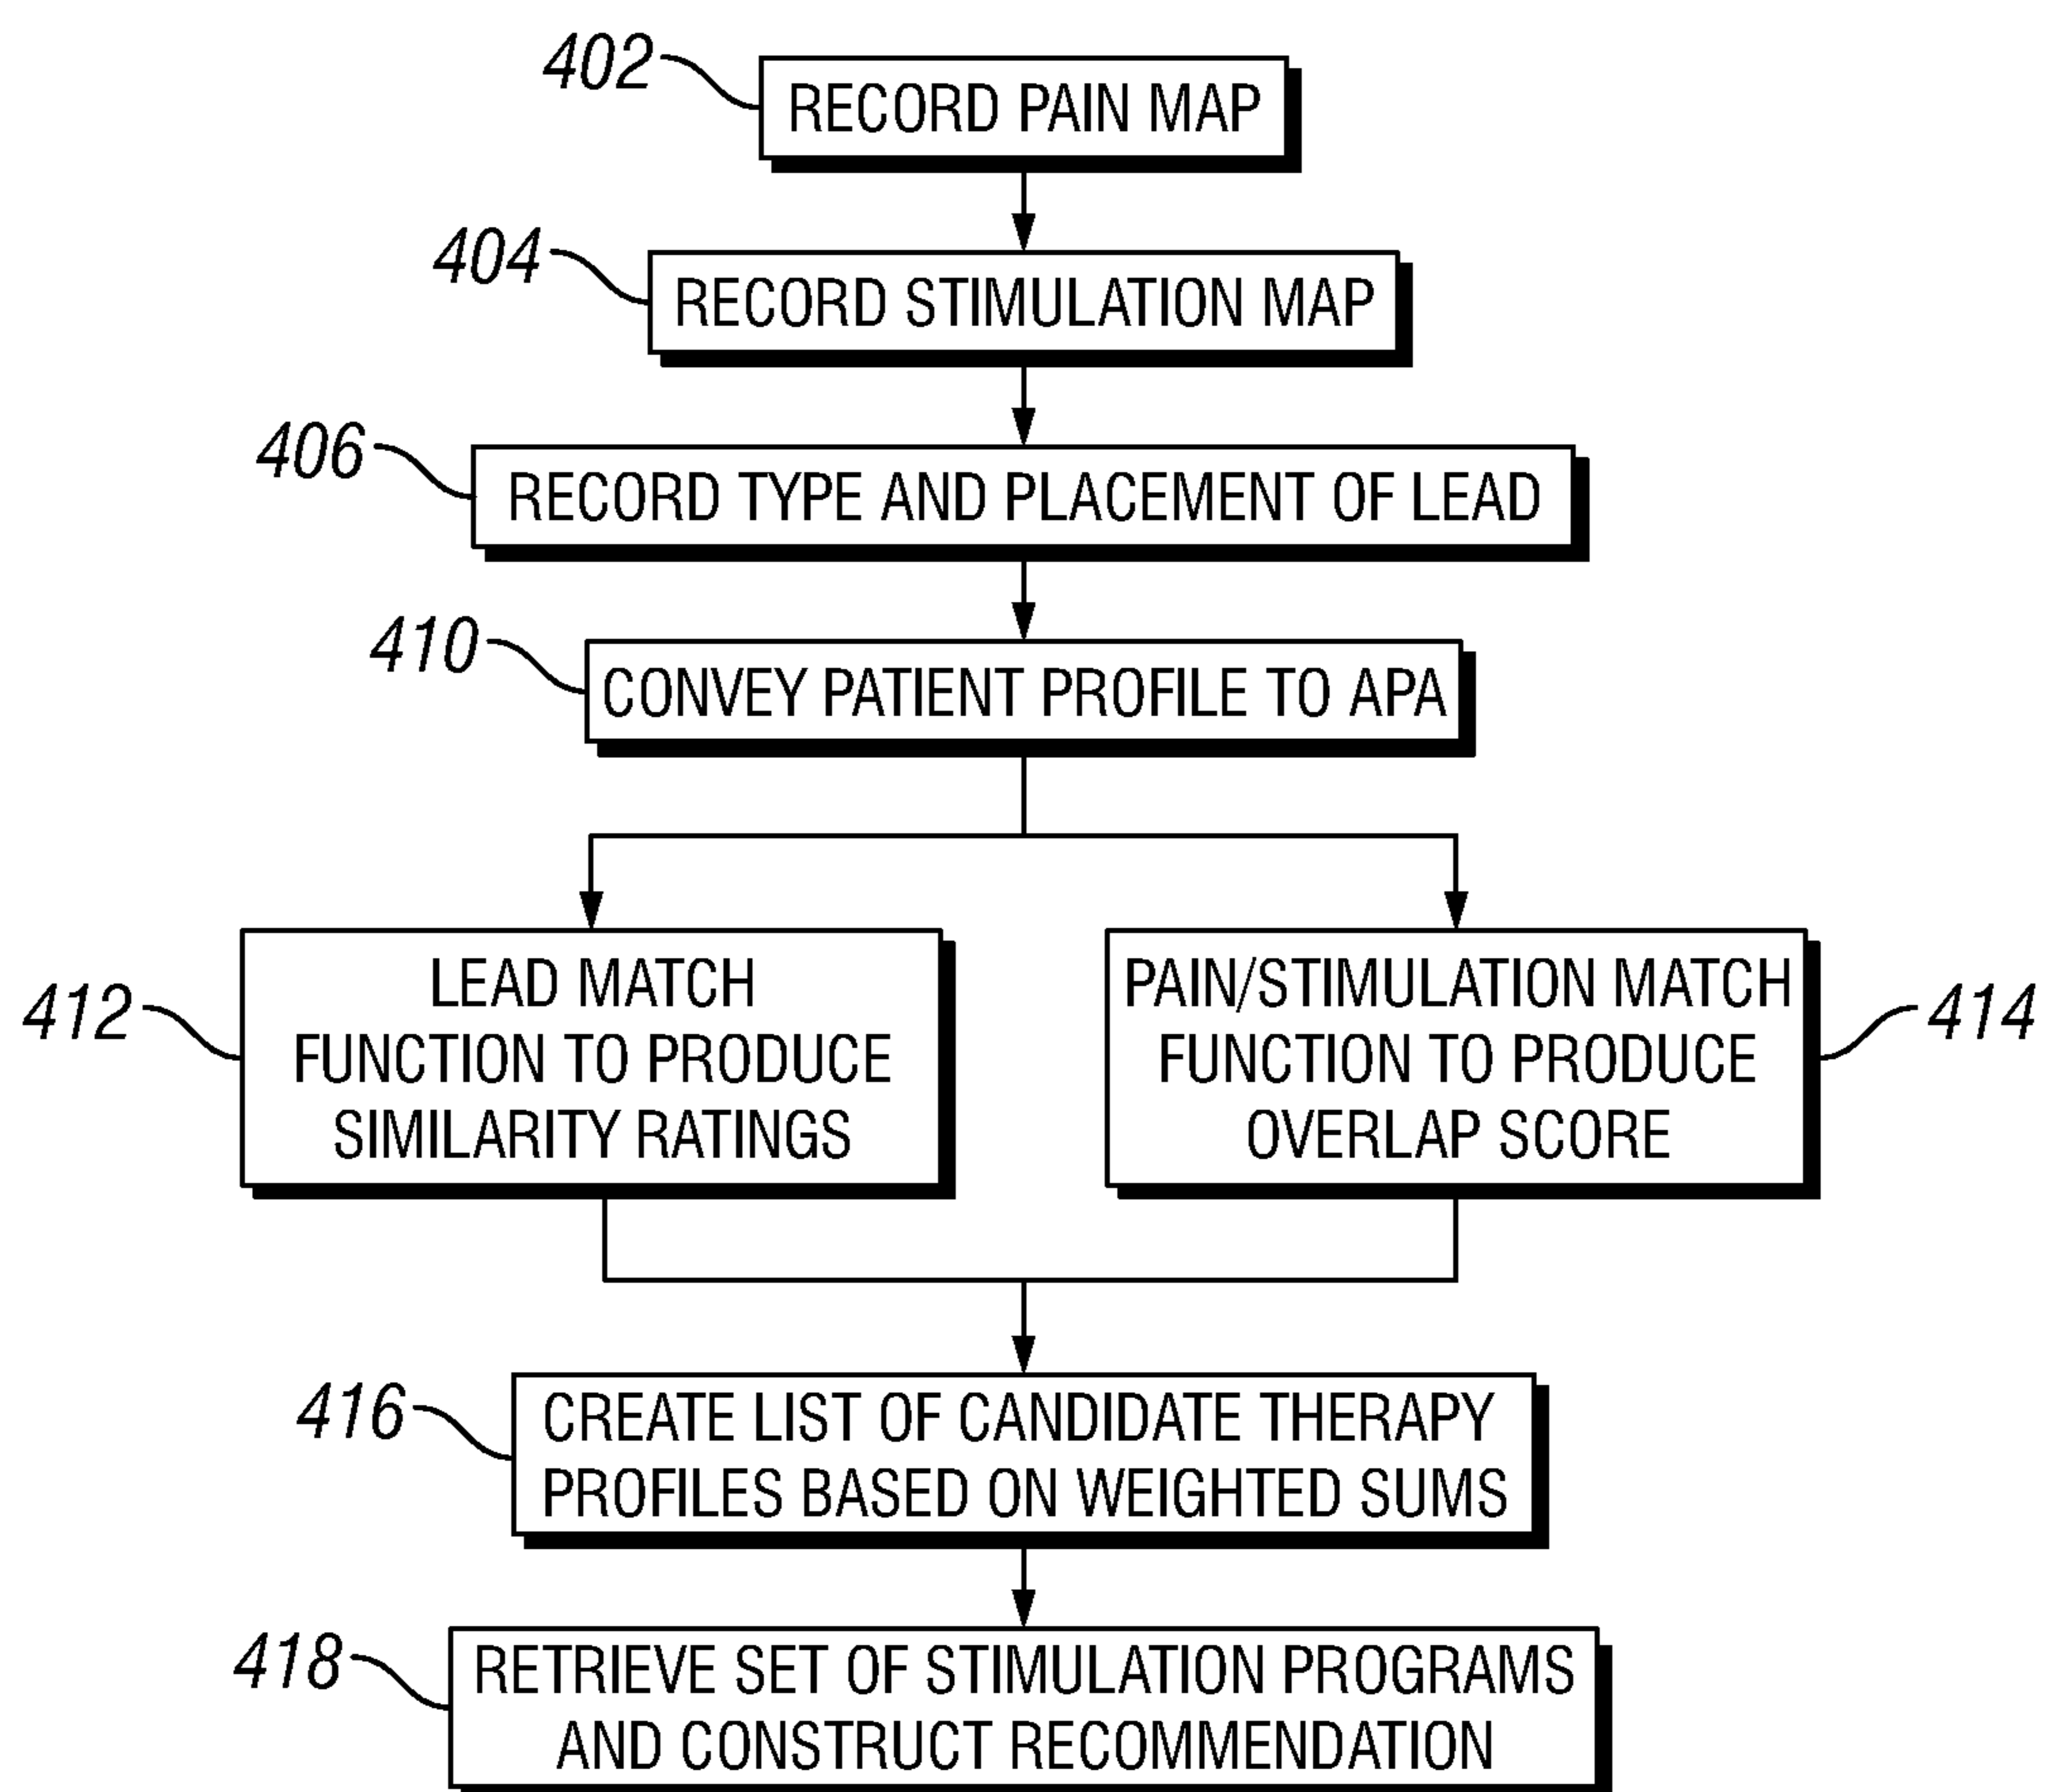 402
RECORD PAIN MAP
404
RECORD STIMULATION MAP
406
RECORD TYPE AND PLACEMENT OF LEAD
410
CONVEY PATIENT PROFILE TO APA
412
LEAD MATCH
FUNCTION TO PRODUCE
SIMILARITY RATINGS
PAIN/STIMULATION MATCH
FUNCTION TO PRODUCE
OVERLAP SCORE
414
416
CREATE LIST OF CANDIDATE THERAPY
PROFILES BASED ON WEIGHTED SUMS
418
RETRIEVE SET OF STIMULATION PROGRAMS
AND CONSTRUCT RECOMMENDATION